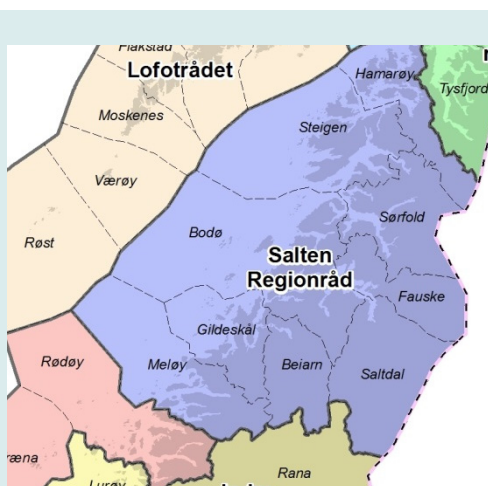 Flakstad
Lofotrådet
Hamarøy
Tysfjord
Moskenes
Steigen
Værøy
Røst
Bodø
Sørfold
Salten
Regionråd
Fauske
Gildeskål
Rødøy
Meløy
Beiarn
Saltdal
Rana
Lurøy